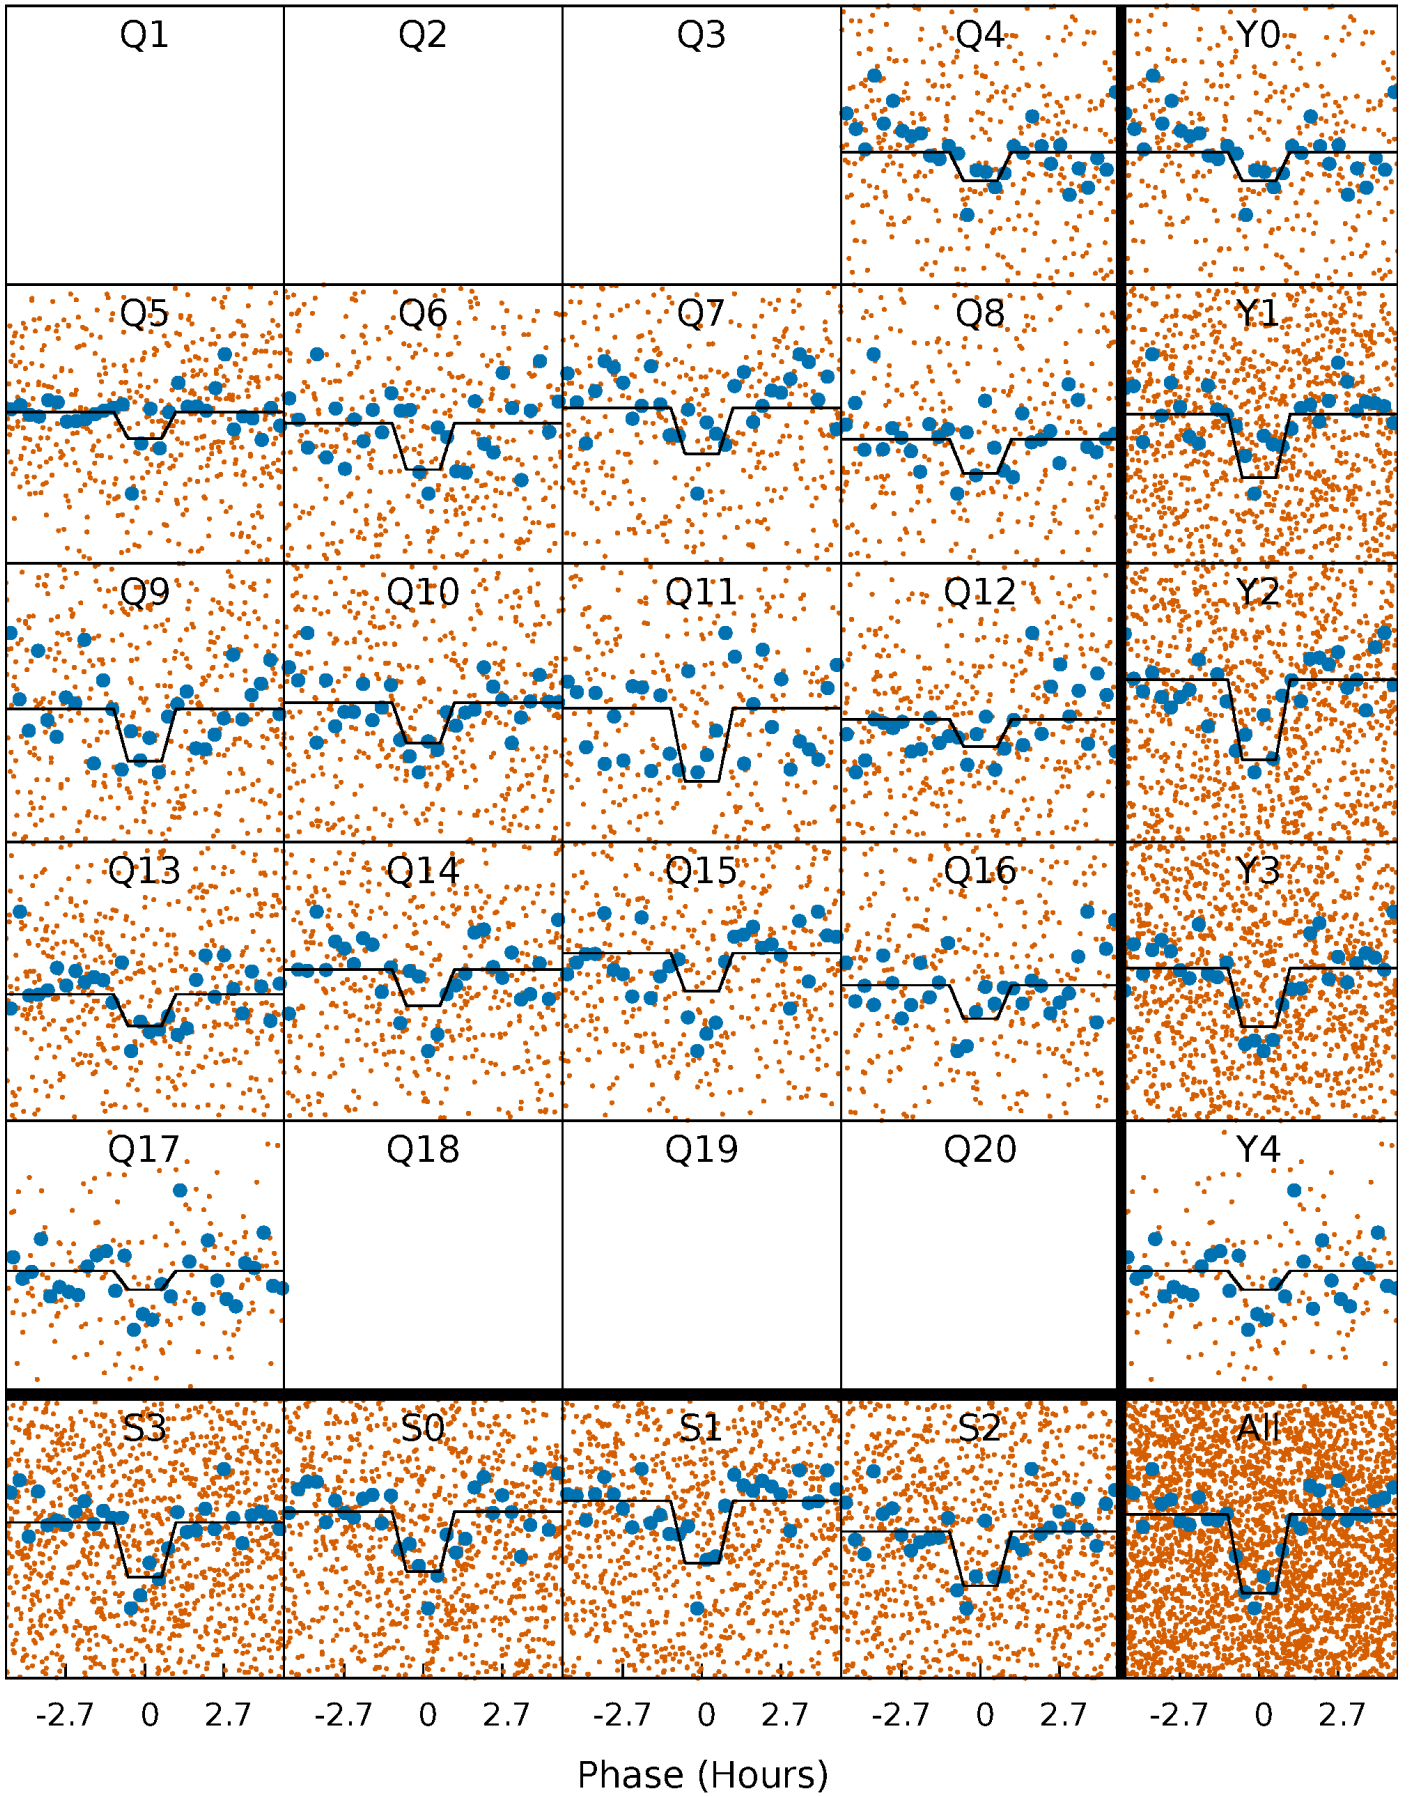 Q1 Q2 Q3 Q4 Y0
Q5 Q6 Q7 Q8 Y1
Q9 Q10 Q11 Q12 Y2
Q13 Q14 Q15 Q16 Y3
Q17 Q18 Q19 Q20 Y4
S3 S0 S1 S2 All
-2.7 0 2.7 -2.7 0 2.7 -2.7 0 2.7 -2.7 0 2.7 -2.7 0 2.7
Phase (Hours)